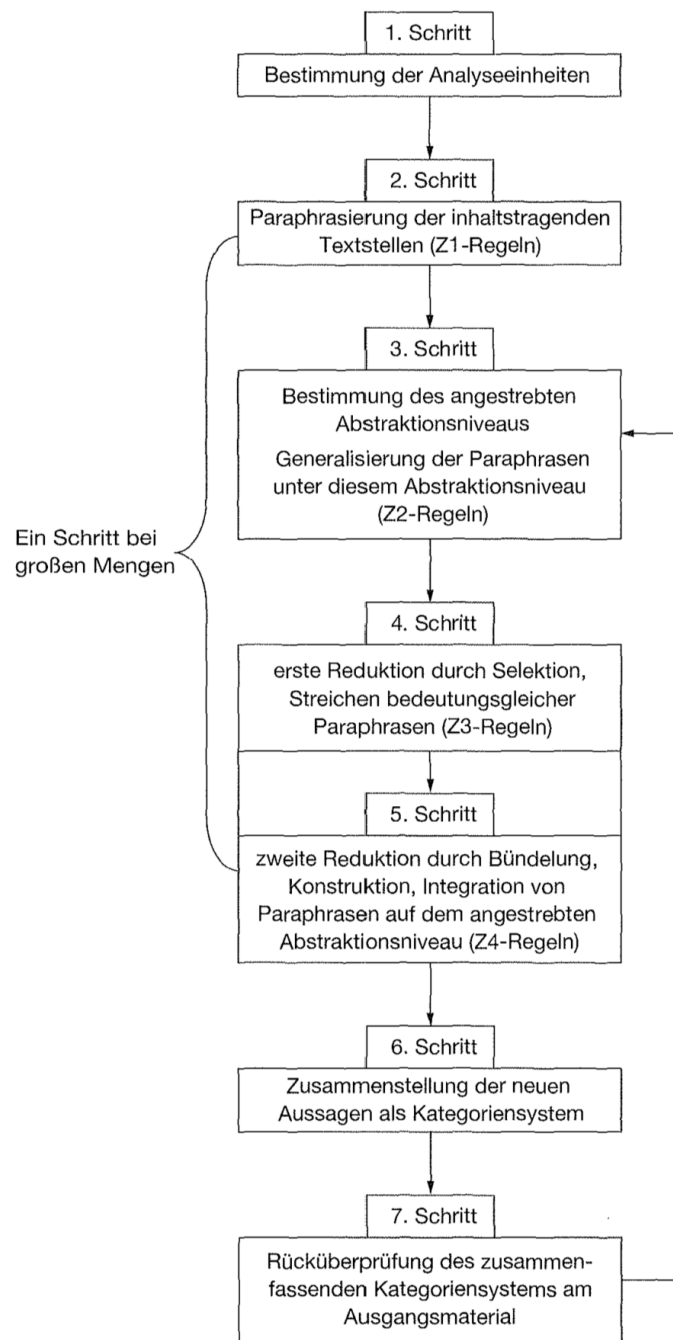 1. Schritt
Bestimmung der Analyseeinheiten
2. Schritt
Paraphrasierung der inhaltstragenden
Textstellen (Z1-Regeln)
3. Schritt
Bestimmung des angestrebten
Abstraktionsniveaus
Generalisierung der Paraphrasen
unter diesem Abstraktionsniveau
(Z2-Regeln)
Ein Schritt bei
großen Mengen
4. Schritt
erste Reduktion durch Selektion,
Streichen bedeutungsgleicher
Paraphrasen (Z3-Regeln)
5. Schritt
zweite Reduktion durch Bündelung,
Konstruktion, Integration von
Paraphrasen auf dem angestrebten
Abstraktionsniveau (Z4-Regeln)
6. Schritt
Zusammenstellung der neuen
Aussagen als Kategoriensystem
7. Schritt
Rücküberprüfung des zusammen-
fassenden Kategoriensystems am
Ausgangsmaterial